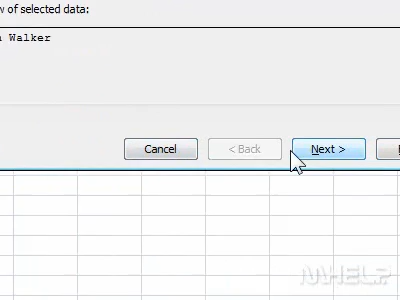 w of selected data:
n Walker
Cancel
< Back
Next >
MHELP